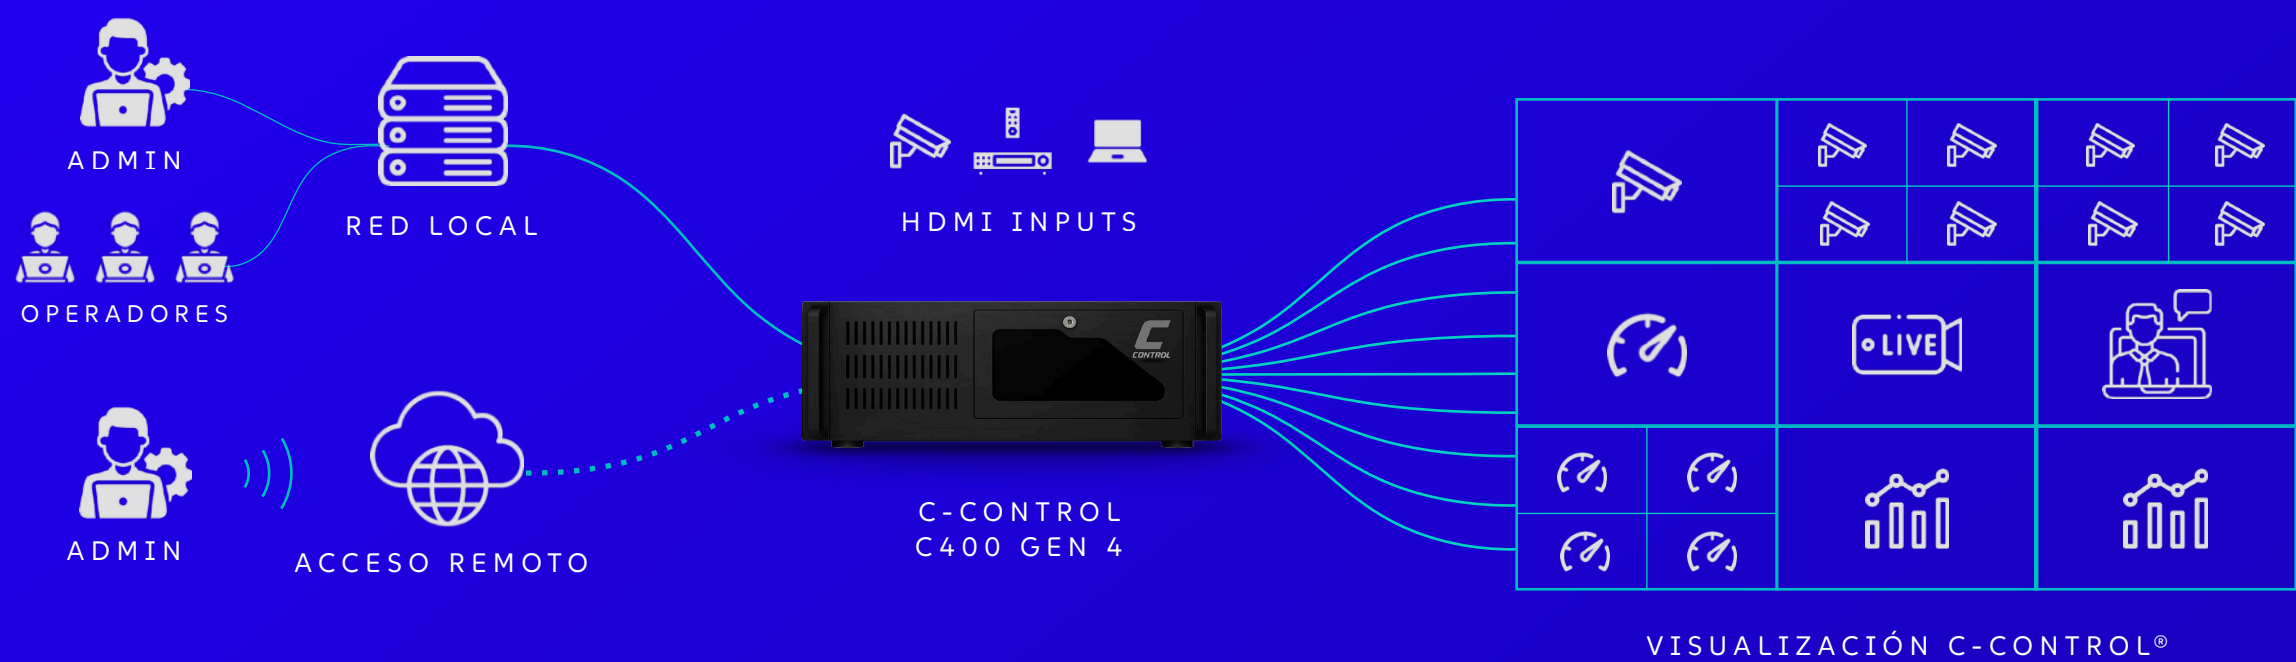 ADMIN
RED LOCAL
OPERADORES
HDMI INPUTS
C
CONTROL
LIVE
ADMIN
ACCESO REMOTO
C-CONTROL
C400 GEN 4
VISUALIZACIÓN C-CONTROL®